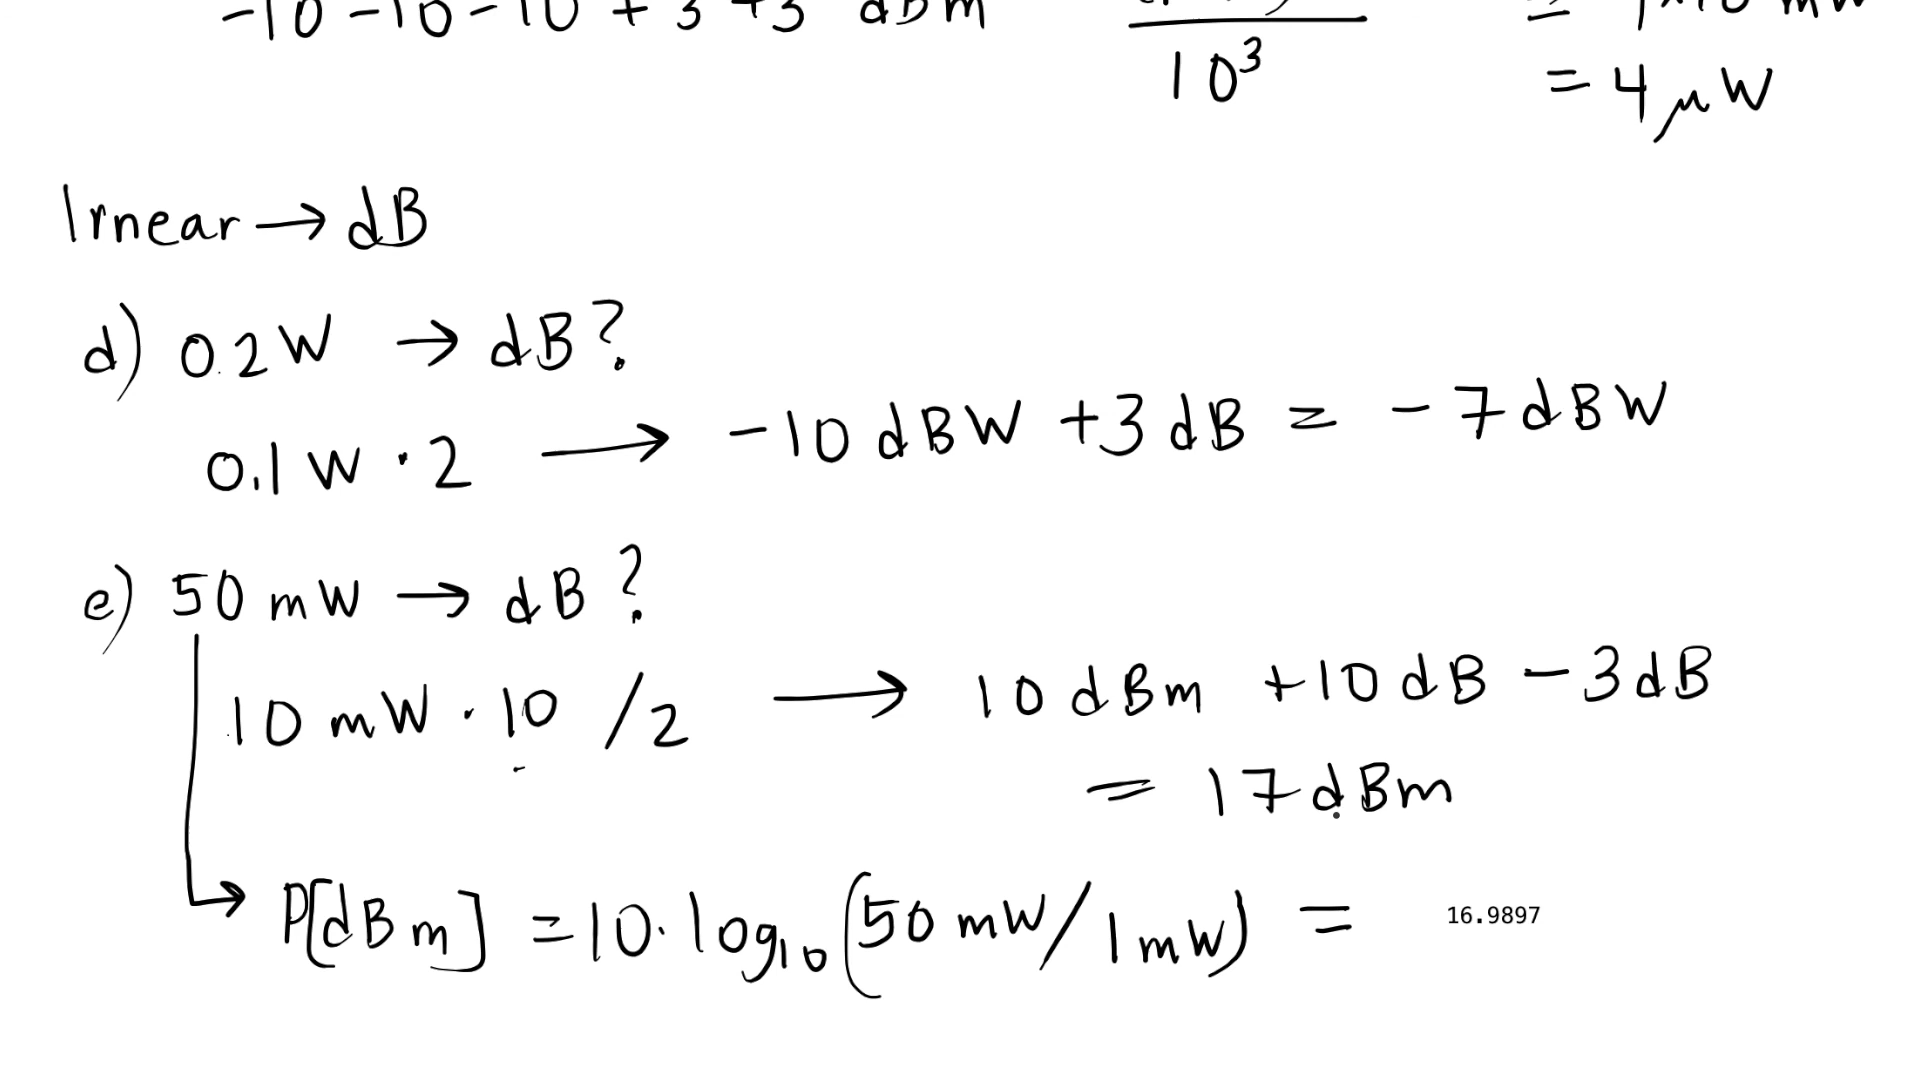 -10 -10 -10 + 3 +3 dBm
10³
= 4 μW
linear → dB
d) 0.2 W → dB?
0.1 W · 2 → -10 dBW +3 dB = -7 dBW
e) 50 mW → dB?
10 mW · 10 /2 → 10 dBm +10 dB - 3 dB
= 17 dBm
P[dBm] = 10 · log₁₀(50 mW/1 mW) = 16.9897